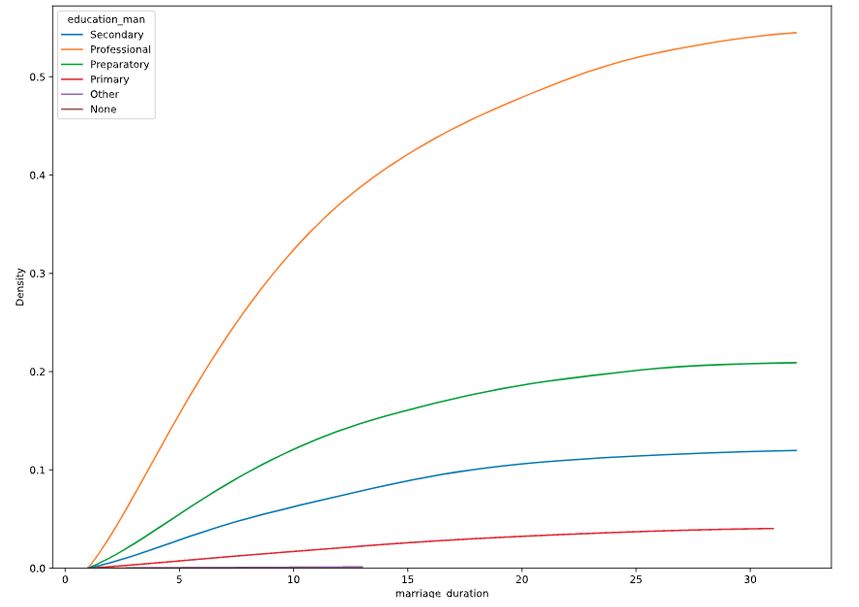 education_man
Secondary
Professional
Preparatory
Primary
Other
None
Density
0.5
0.4
0.3
0.2
0.1
0.0
0 5 10 15 20 25 30
marriage_duration